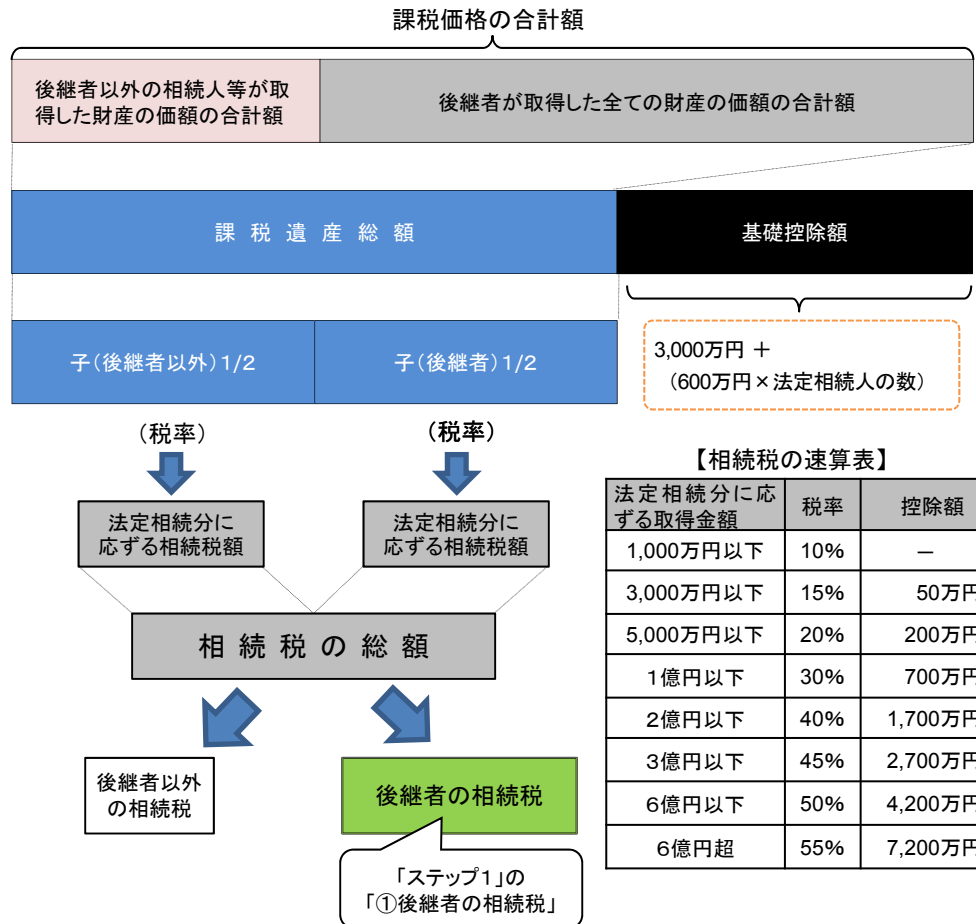 課税価格の合計額
後継者以外の相続人等が取
得した財産の価額の合計額
後継者が取得した全ての財産の価額の合計額
課税遺産総額
基礎控除額
子（後継者以外）1/2
子（後継者）1/2
3,000万円 ＋
（600万円×法定相続人の数）
（税率）
（税率）
法定相続分に
応ずる相続税額
法定相続分に
応ずる相続税額
相続税の総額
後継者以外
の相続税
後継者の相続税
「ステップ１」の
「①後継者の相続税」
【相続税の速算表】
法定相続分に応
ずる取得金額 税率 控除額
1,000万円以下 10% －
3,000万円以下 15% 50万円
5,000万円以下 20% 200万円
１億円以下 30% 700万円
２億円以下 40% 1,700万円
３億円以下 45% 2,700万円
６億円以下 50% 4,200万円
６億円超 55% 7,200万円